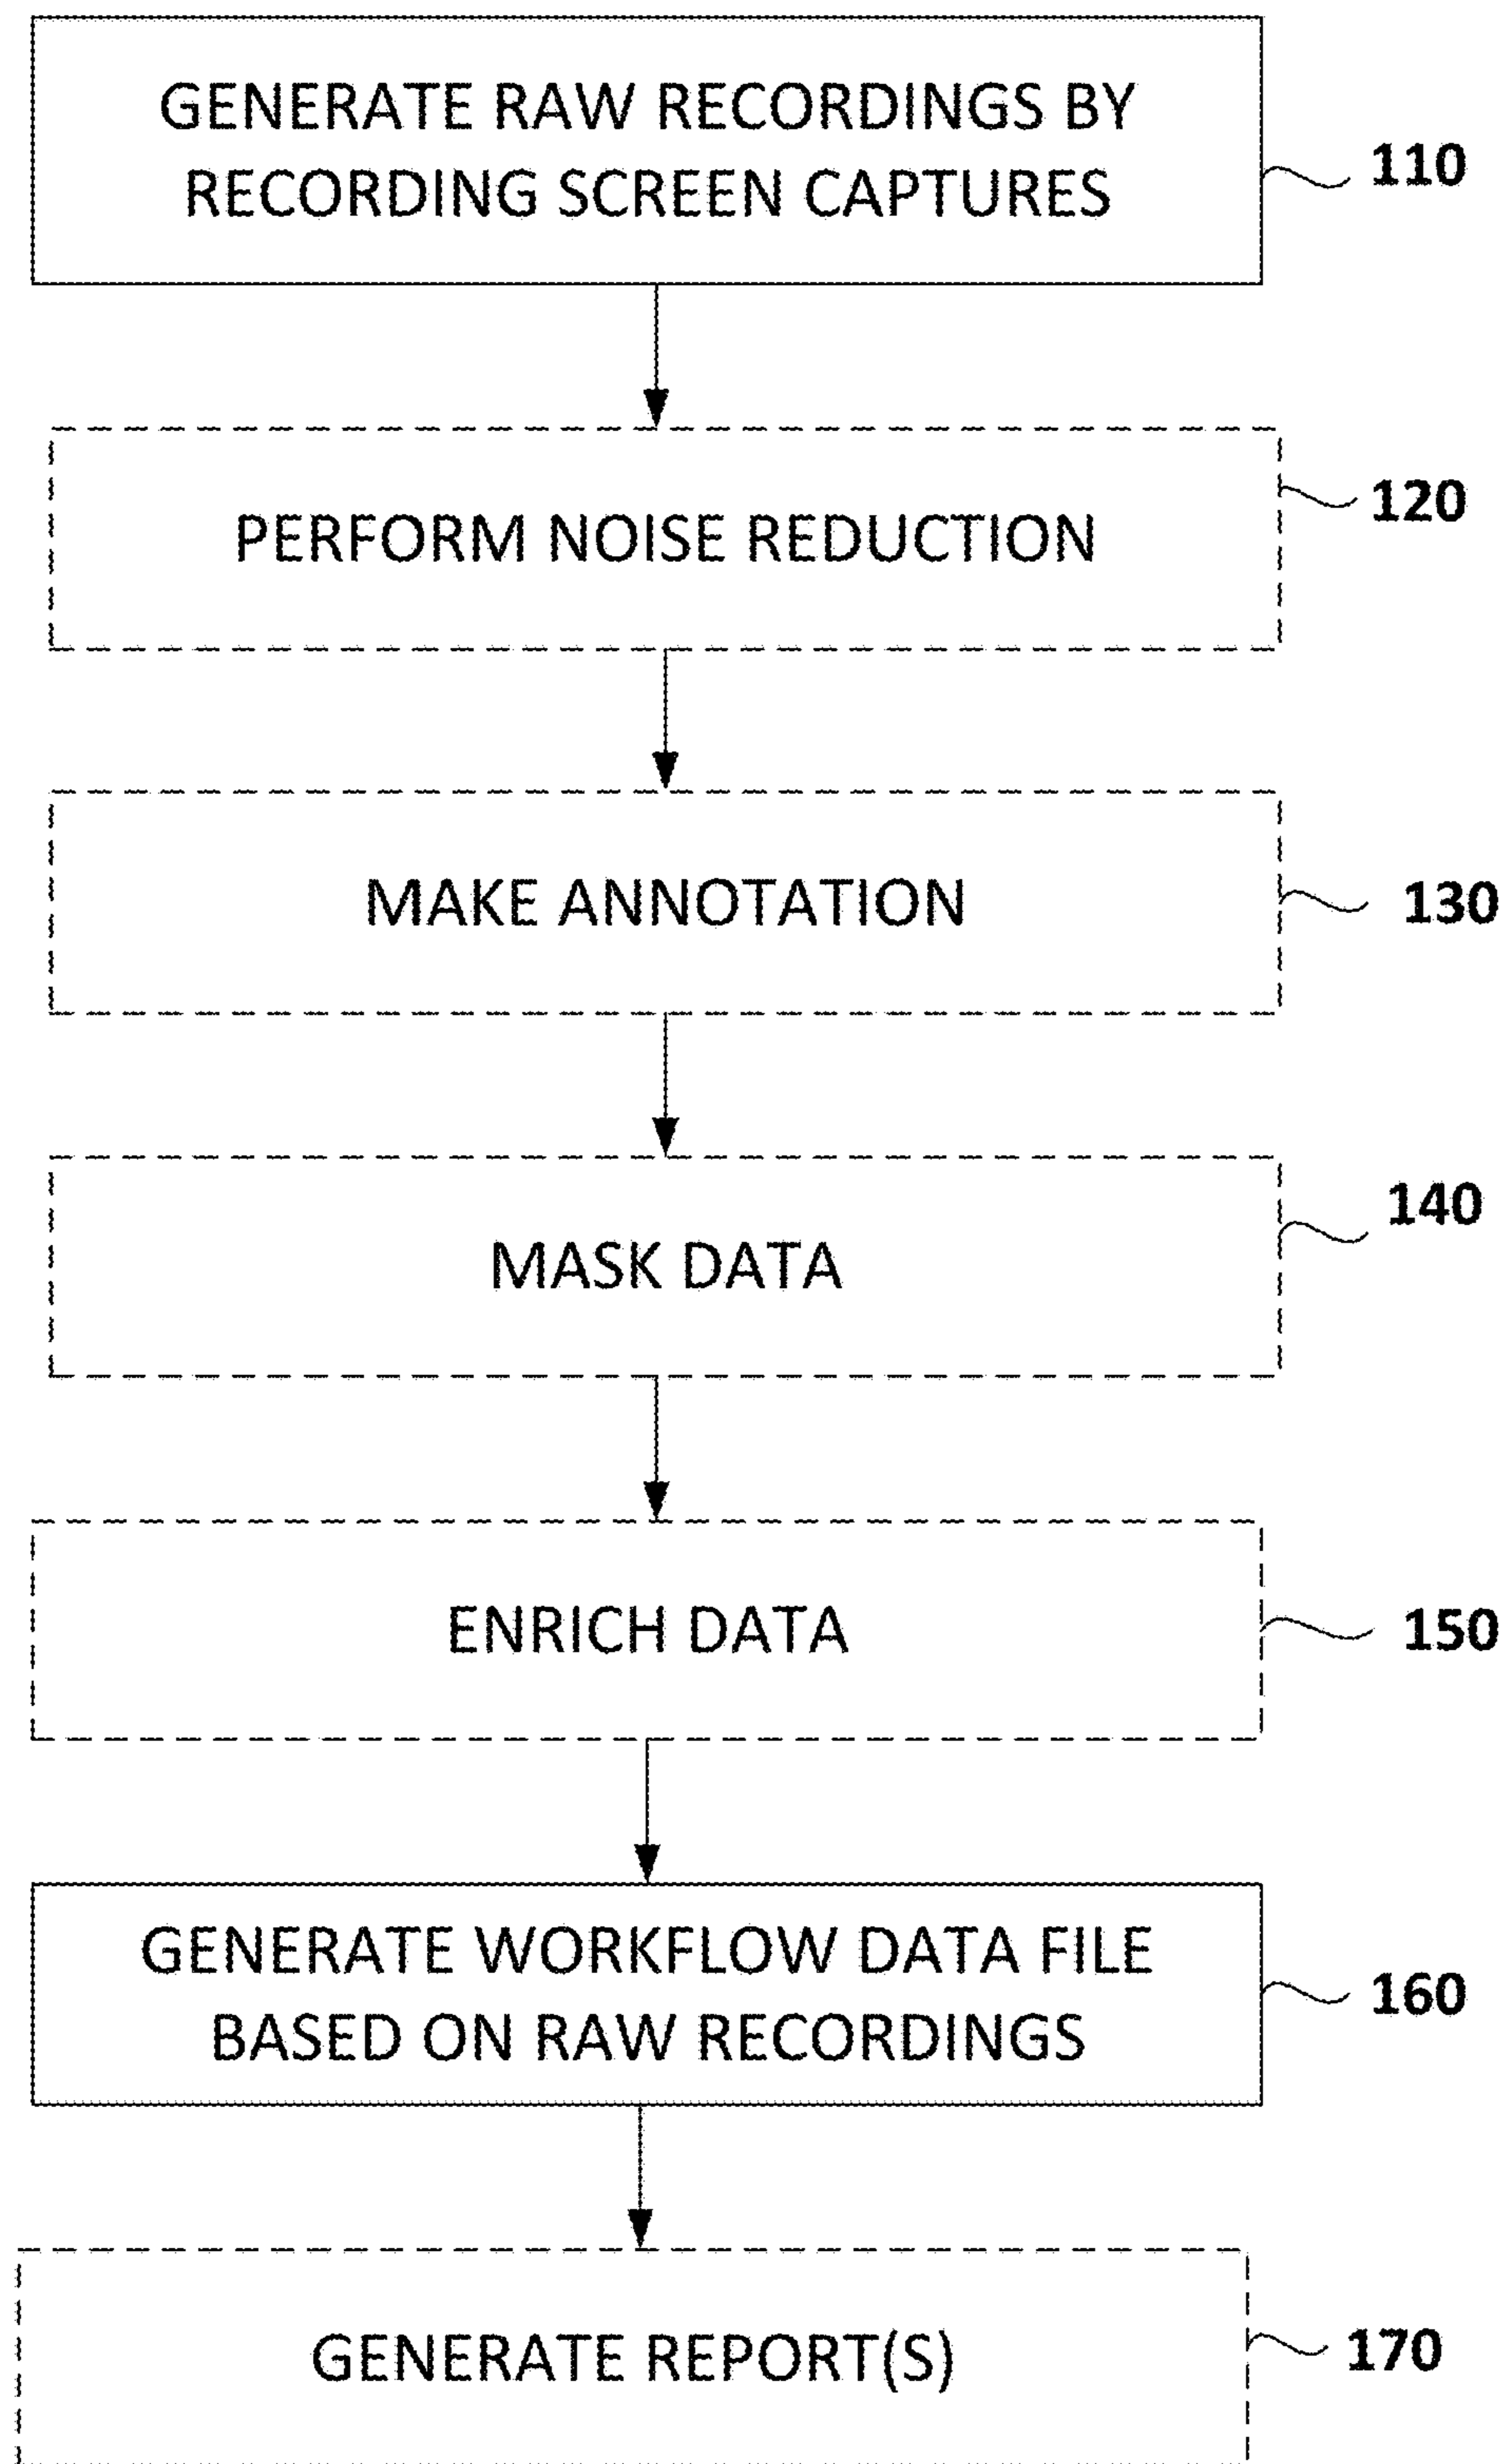 GENERATE RAW RECORDINGS BY
RECORDING SCREEN CAPTURES
110
PERFORM NOISE REDUCTION
120
MAKE ANNOTATION
130
MASK DATA
140
ENRICH DATA
150
GENERATE WORKFLOW DATA FILE
BASED ON RAW RECORDINGS
160
GENERATE REPORT(S)
170